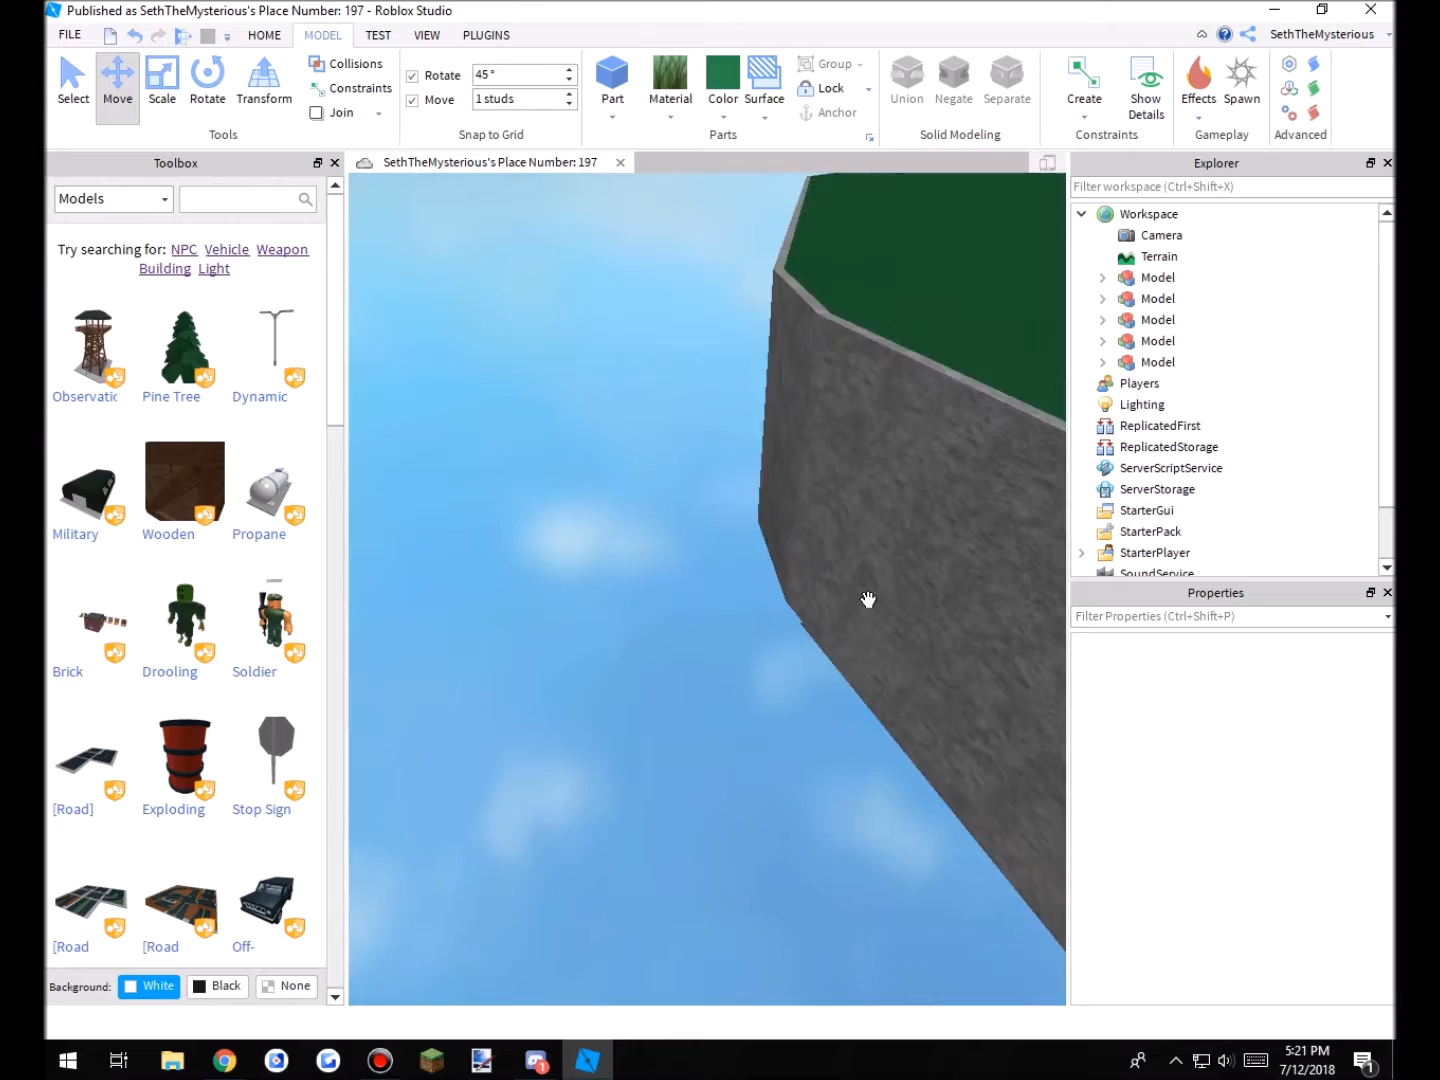 Published as SethTheMysterious's Place Number: 197 - Roblox Studio
FILE HOME MODEL TEST VIEW PLUGINS SethTheMysterious
Select Move Scale Rotate Transform
Collisions
Constraints
Join
Tools
Rotate 45°
Move 1 studs
Snap to Grid
Part Material Color Surface
Group
Lock
Anchor
Parts
Union Negate Separate
Solid Modeling
Create Show Details
Constraints
Effects Spawn
Gameplay
Advanced
Toolbox
Models
Try searching for: NPC Vehicle Weapon
Building Light
Observatic Pine Tree Dynamic
Military Wooden Propane
Brick Drooling Soldier
[Road] Exploding Stop Sign
[Road [Road Off-
Background: White Black None
SethTheMysterious's Place Number: 197
Explorer
Filter workspace (Ctrl+Shift+X)
Workspace
Camera
Terrain
Model
Model
Model
Model
Model
Players
Lighting
ReplicatedFirst
ReplicatedStorage
ServerScriptService
ServerStorage
StarterGui
StarterPack
StarterPlayer
SoundService
Properties
Filter Properties (Ctrl+Shift+P)
5:21 PM
7/12/2018
1
1